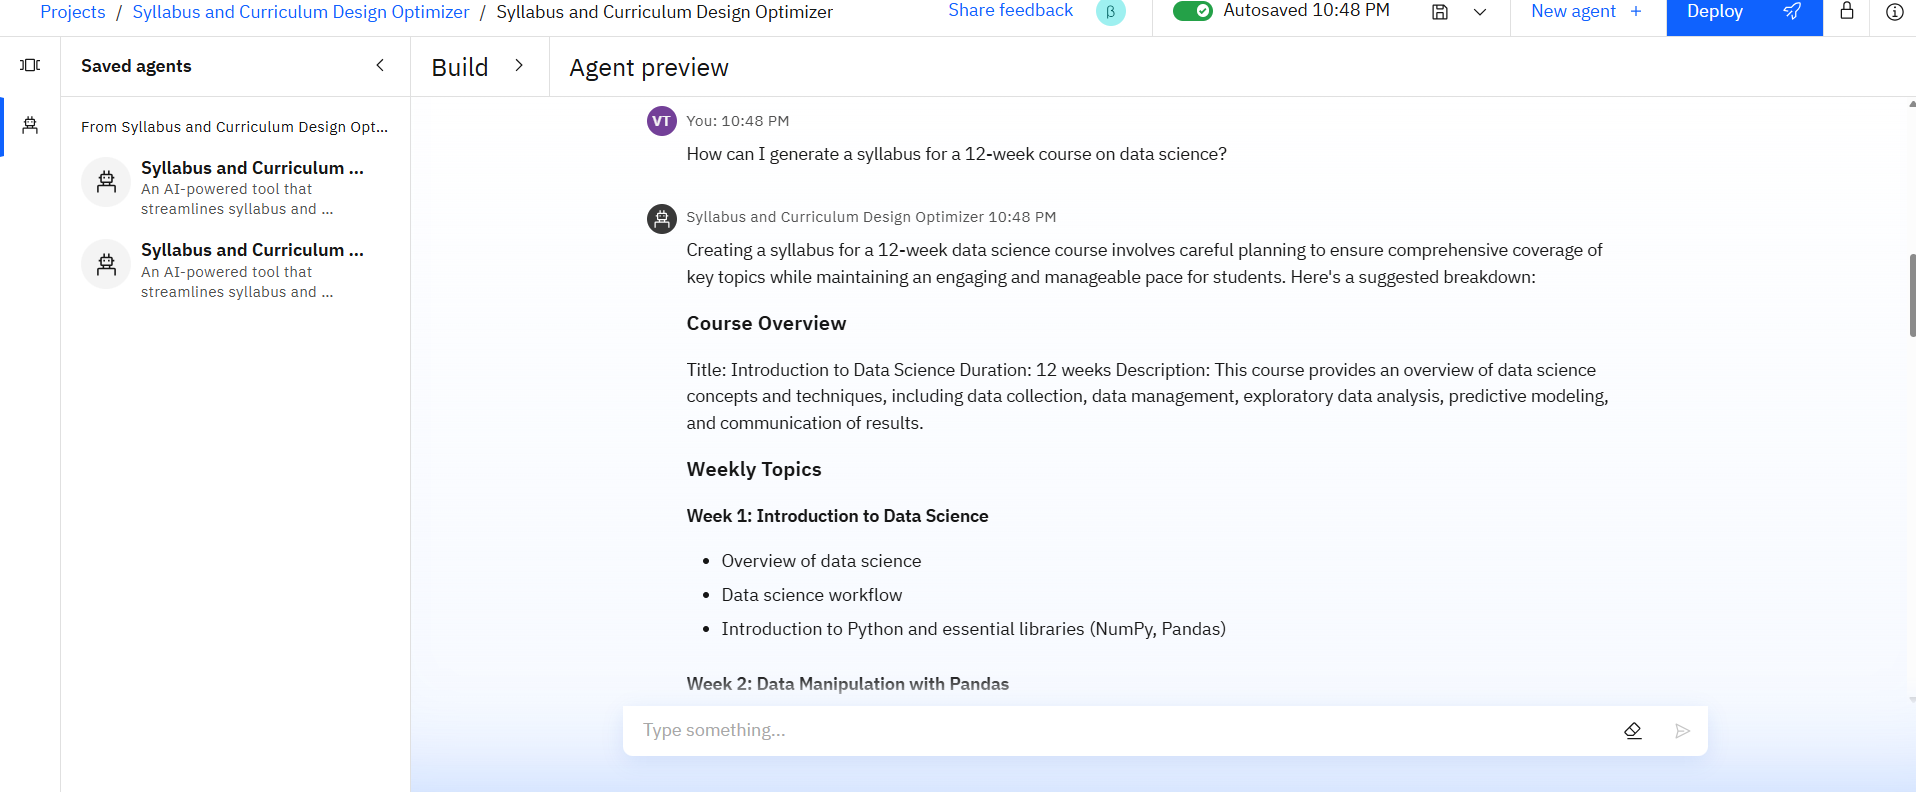 Projects / Syllabus and Curriculum Design Optimizer / Syllabus and Curriculum Design Optimizer
Share feedback β Autosaved 10:48 PM New agent + Deploy
Saved agents
Build > Agent preview
From Syllabus and Curriculum Design Opt...
Syllabus and Curriculum ...
An AI-powered tool that
streamlines syllabus and ...
Syllabus and Curriculum ...
An AI-powered tool that
streamlines syllabus and ...
VT You: 10:48 PM
How can I generate a syllabus for a 12-week course on data science?
Syllabus and Curriculum Design Optimizer 10:48 PM
Creating a syllabus for a 12-week data science course involves careful planning to ensure comprehensive coverage of
key topics while maintaining an engaging and manageable pace for students. Here's a suggested breakdown:
Course Overview
Title: Introduction to Data Science Duration: 12 weeks Description: This course provides an overview of data science
concepts and techniques, including data collection, data management, exploratory data analysis, predictive modeling,
and communication of results.
Weekly Topics
Week 1: Introduction to Data Science
• Overview of data science
• Data science workflow
• Introduction to Python and essential libraries (NumPy, Pandas)
Week 2: Data Manipulation with Pandas
Type something...